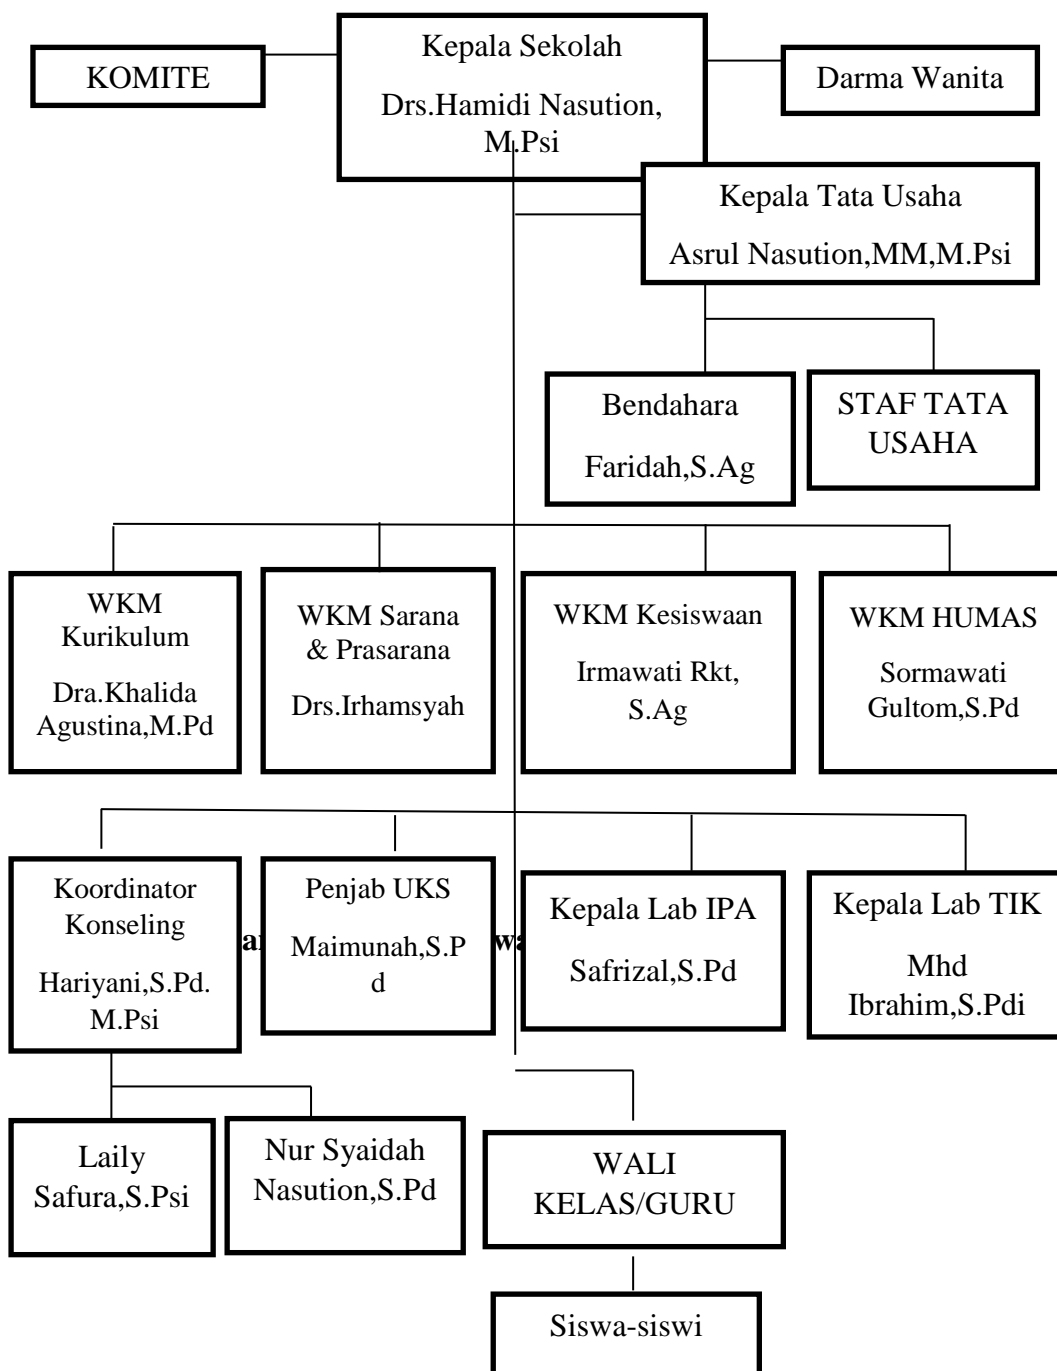 Kepala Sekolah
Drs.Hamidi Nasution,
M.Psi
KOMITE
Darma Wanita
Kepala Tata Usaha
Asrul Nasution,MM,M.Psi
Bendahara
Faridah,S.Ag
STAF TATA
USAHA
WKM
Kurikulum
Dra.Khalida
Agustina,M.Pd
WKM Sarana
& Prasarana
Drs.Irhamsyah
WKM Kesiswaan
Irmawati Rkt,
S.Ag
WKM HUMAS
Sormawati
Gultom,S.Pd
Koordinator
Konseling
Hariyani,S.Pd.
M.Psi
Penjab UKS
Maimunah,S.P
d
Kepala Lab IPA
Safrizal,S.Pd
Kepala Lab TIK
Mhd
Ibrahim,S.Pdi
Laily
Safura,S.Psi
Nur Syaidah
Nasution,S.Pd
WALI
KELAS/GURU
Siswa-siswi